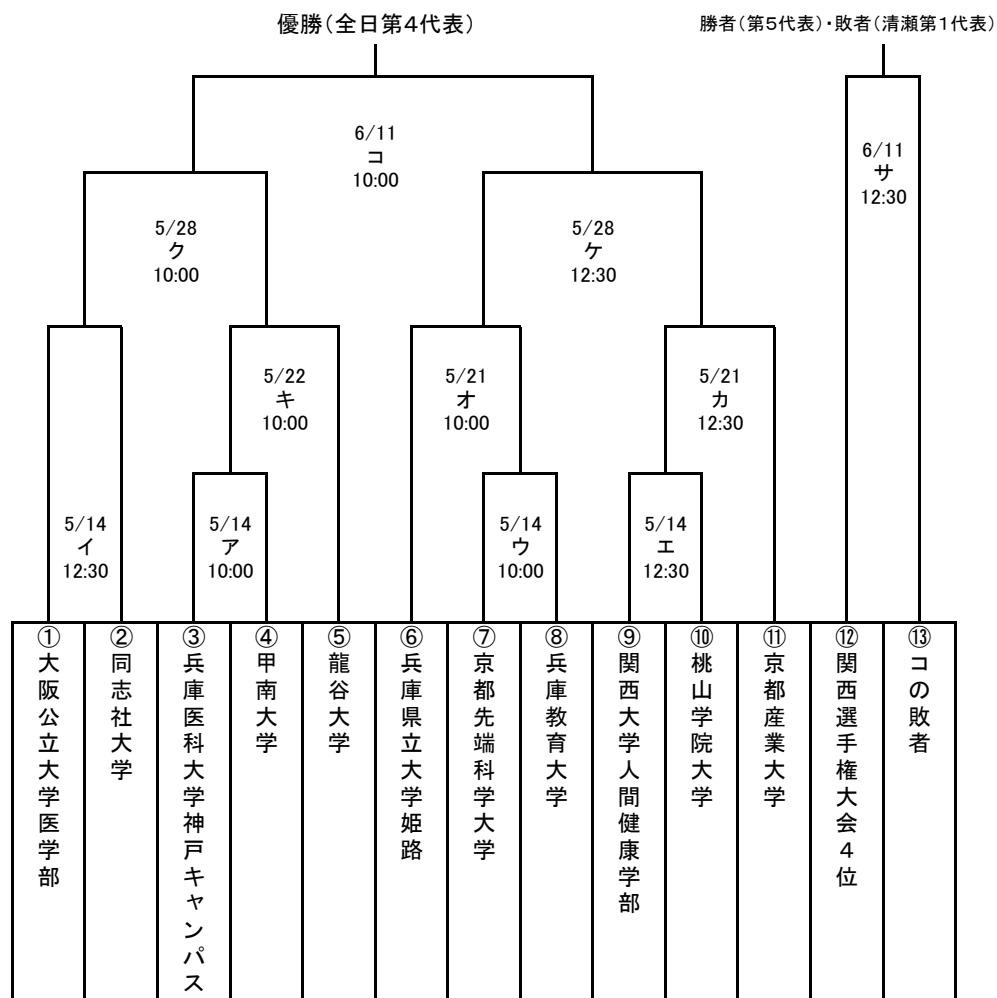 優勝(全日第4代表)
勝者(第5代表)・敗者(清瀬第1代表)
6/11
コ
10:00
6/11
サ
12:30
5/28
ク
10:00
5/28
ケ
12:30
5/22
キ
10:00
5/21
オ
10:00
5/21
カ
12:30
5/14
イ
12:30
5/14
ア
10:00
5/14
ウ
10:00
5/14
エ
12:30
①大阪公立大学医学部
②同志社大学
③兵庫医科大学神戸キャンパス
④甲南大学
⑤龍谷大学
⑥兵庫県立大学姫路
⑦京都先端科学大学
⑧兵庫教育大学
⑨関西大学人間健康学部
⑩桃山学院大学
⑪京都産業大学
⑫関西選手権大会4位
⑬コの敗者